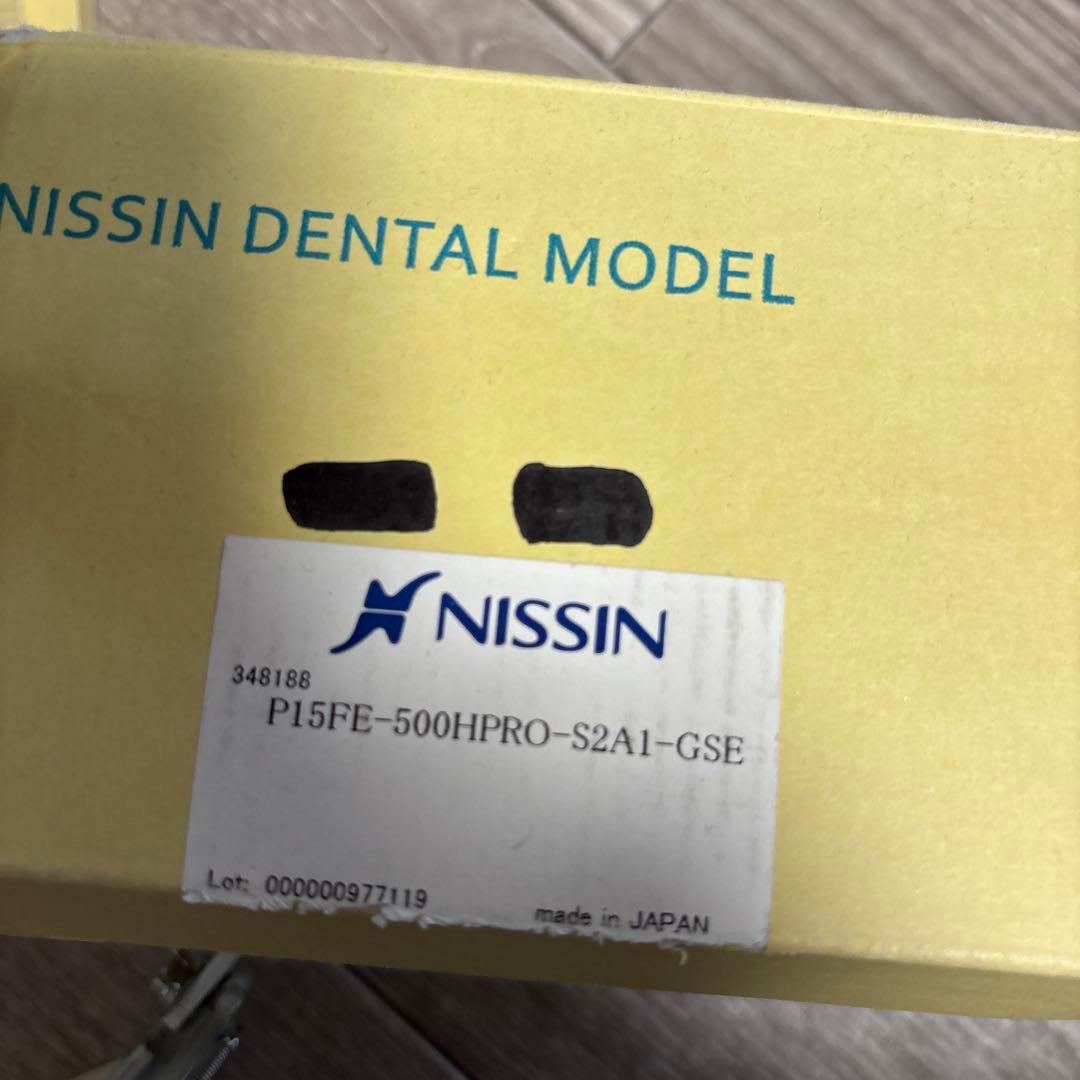 NISSIN DENTAL MODEL
NISSIN
348188
P15FE-500HPRO-S2A1-GSE
Lot: 000000977119
made in JAPAN